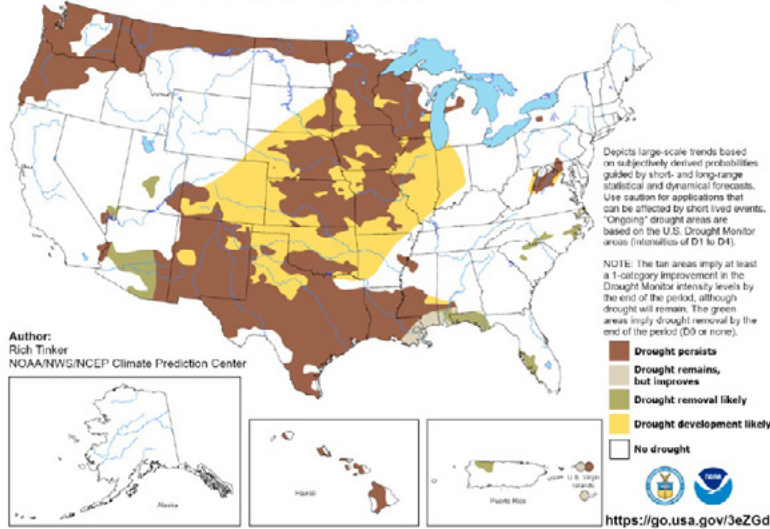 Depicts large-scale trends based
on subjectively derived probabilities
guided by short- and long-range
statistical and dynamical forecasts.
Use caution for applications that
can be affected by short lived events.
"Ongoing" drought areas are
based on the U.S. Drought Monitor
areas (intensities of D1 to D4).
NOTE: The tan areas imply at least
a 1-category improvement in the
Drought Monitor intensity levels by
the end of the period, although
drought will remain. The green
areas imply drought removal by the
end of the period (D0 or none).
Author:
Rich Tinker
NOAA/NWS/NCEP Climate Prediction Center
Drought persists
Drought remains,
but improves
Drought removal likely
Drought development likely
No drought
Alaska
Hawaii
Puerto Rico
U.S. Virgin
Islands
noaa
https://go.usa.gov/3eZGd